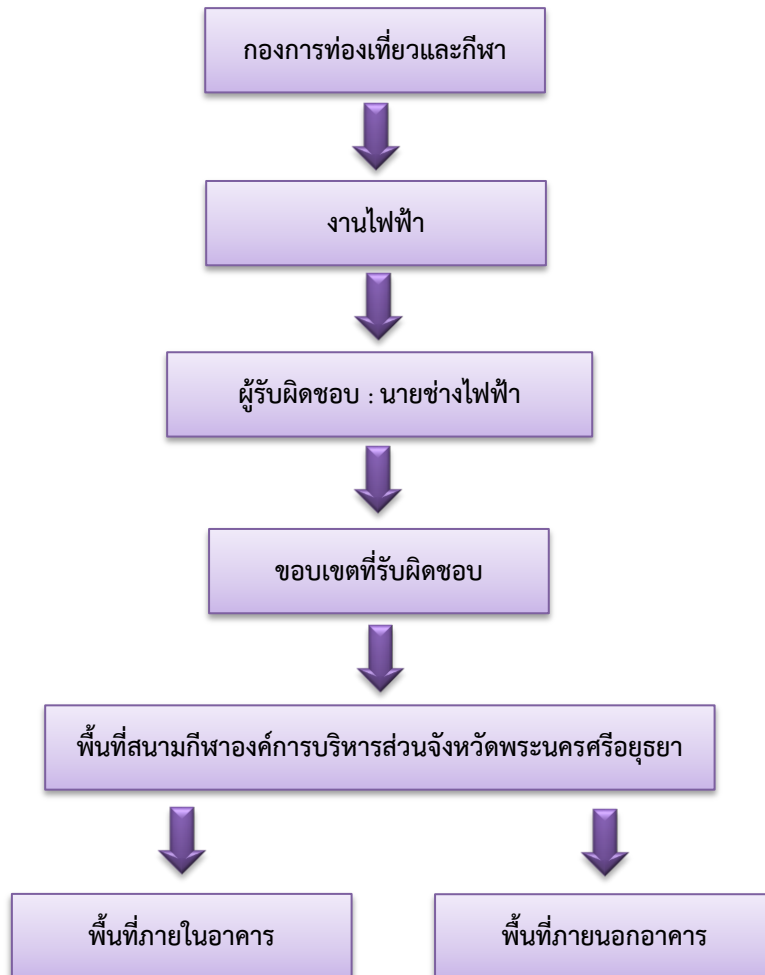 กองการท่องเที่ยวและกีฬา
งานไฟฟ้า
ผู้รับผิดชอบ : นายช่างไฟฟ้า
ขอบเขตที่รับผิดชอบ
พื้นที่สนามกีฬาองค์การบริหารส่วนจังหวัดพระนครศรีอยุธยา
พื้นที่ภายในอาคาร
พื้นที่ภายนอกอาคาร